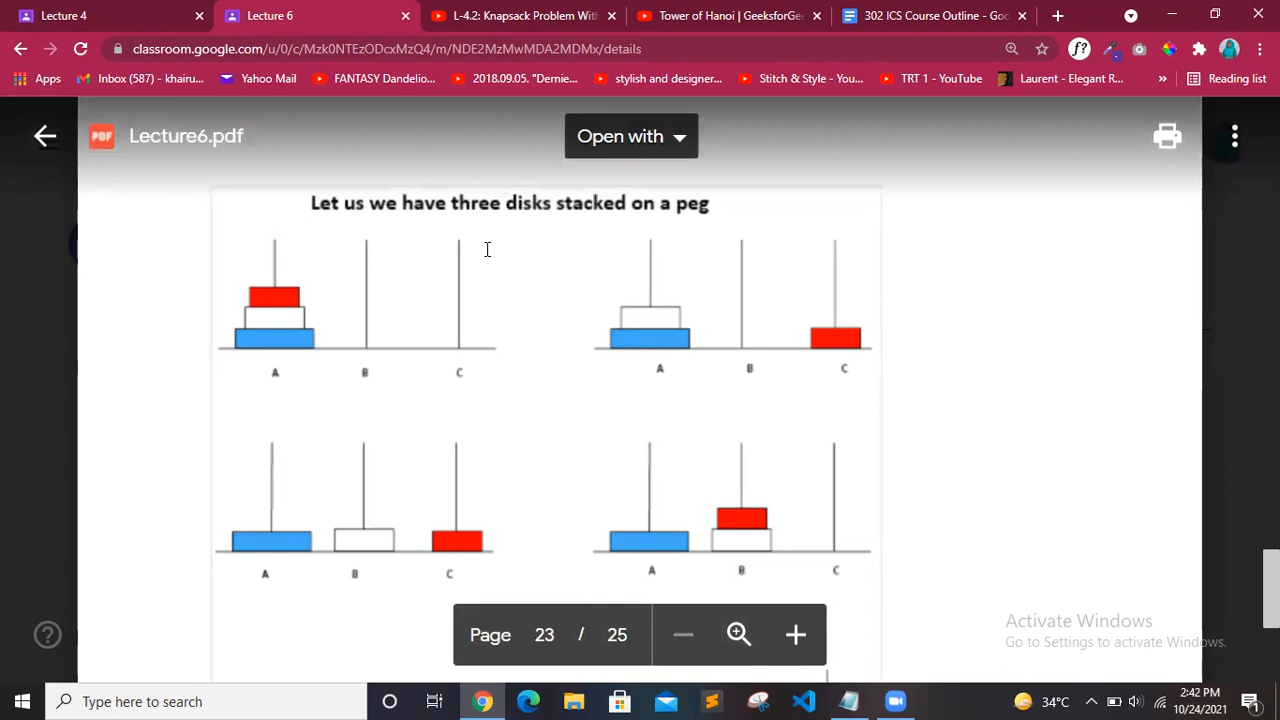 Lecture 4
Lecture 6
L-4.2: Knapsack Problem With
Tower of Hanoi | GeeksforGe
302 ICS Course Outline - Goo
classroom.google.com/u/0/c/Mzk0NTEzODcxMzQ4/m/NDE2MzMwMDA2MDMx/details
Apps
Inbox (587) - khairu...
Yahoo Mail
FANTASY Dandelio...
2018.09.05. "Dernie...
stylish and designer...
Stitch & Style - You...
TRT 1 - YouTube
Laurent - Elegant R...
Reading list
PDF
Lecture6.pdf
Open with
Let us we have three disks stacked on a peg
A B C
A B C
A B C
A B C
Page 23 / 25
Activate Windows
Go to Settings to activate Windows.
Type here to search
34°C
2:42 PM
10/24/2021